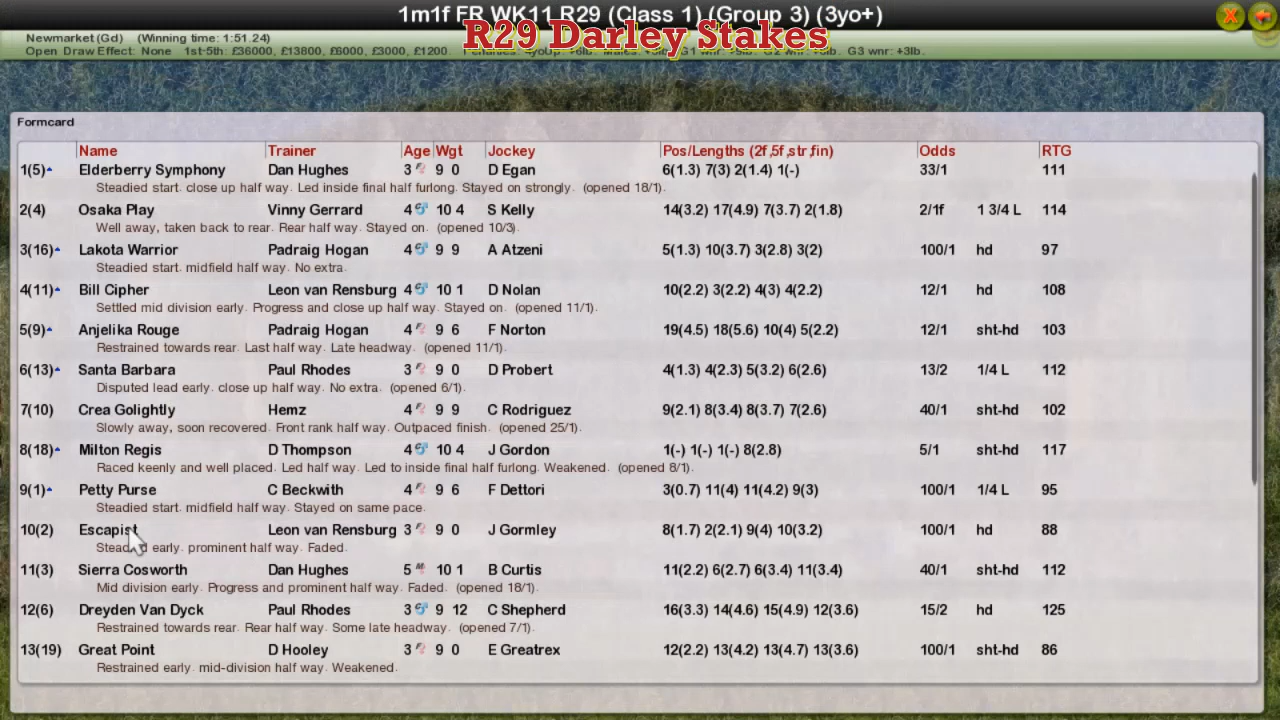 1m1f FR WK11 R29 (Class 1) (Group 3) (3yo+)
R29 Darley Stakes
Newmarket(Gd) (Winning time: 1:51.24)
Open Draw Effect: None 1st-5th: £36000, £13800, £6000, £3000, £1200. G3 wnr: +3lb.
Formcard
Name Trainer Age Wgt Jockey Pos/Lengths (2f,5f,str,fin) Odds RTG
1(5) Elderberry Symphony Dan Hughes 3 9 0 D Egan 6(1.3) 7(3) 2(1.4) 1(-) 33/1 111
Steadied start. close up half way. Led inside final half furlong. Stayed on strongly. (opened 18/1).
2(4) Osaka Play Vinny Gerrard 4 10 4 S Kelly 14(3.2) 17(4.9) 7(3.7) 2(1.8) 2/1f 1 3/4 L 114
Well away, taken back to rear. Rear half way. Stayed on. (opened 10/3).
3(16) Lakota Warrior Padraig Hogan 4 9 9 A Atzeni 5(1.3) 10(3.7) 3(2.8) 3(2) 100/1 hd 97
Steadied start. midfield half way. No extra.
4(11) Bill Cipher Leon van Rensburg 4 10 1 D Nolan 10(2.2) 3(2.2) 4(3) 4(2.2) 12/1 hd 108
Settled mid division early. Progress and close up half way. Stayed on. (opened 11/1).
5(9) Anjelika Rouge Padraig Hogan 4 9 6 F Norton 19(4.5) 18(5.6) 10(4) 5(2.2) 12/1 sht-hd 103
Restrained towards rear. Last half way. Late headway. (opened 11/1).
6(13) Santa Barbara Paul Rhodes 3 9 0 D Probert 4(1.3) 4(2.3) 5(3.2) 6(2.6) 13/2 1/4 L 112
Disputed lead early. close up half way. No extra. (opened 6/1).
7(10) Crea Golightly Hemz 4 9 9 C Rodriguez 9(2.1) 8(3.4) 8(3.7) 7(2.6) 40/1 sht-hd 102
Slowly away, soon recovered. Front rank half way. Outpaced finish. (opened 25/1).
8(18) Milton Regis D Thompson 4 10 4 J Gordon 1(-) 1(-) 1(-) 8(2.8) 5/1 sht-hd 117
Raced keenly and well placed. Led half way. Led to inside final half furlong. Weakened. (opened 8/1).
9(1) Petty Purse C Beckwith 4 9 6 F Dettori 3(0.7) 11(4) 11(4.2) 9(3) 100/1 1/4 L 95
Steadied start. midfield half way. Stayed on same pace.
10(2) Escapist Leon van Rensburg 3 9 0 J Gormley 8(1.7) 2(2.1) 9(4) 10(3.2) 100/1 hd 88
Steadied early. prominent half way. Faded.
11(3) Sierra Cosworth Dan Hughes 5 10 1 B Curtis 11(2.2) 6(2.7) 6(3.4) 11(3.4) 40/1 sht-hd 112
Mid division early. Progress and prominent half way. Faded. (opened 18/1).
12(6) Dreyden Van Dyck Paul Rhodes 3 9 12 C Shepherd 16(3.3) 14(4.6) 15(4.9) 12(3.6) 15/2 hd 125
Restrained towards rear. Rear half way. Some late headway. (opened 7/1).
13(19) Great Point D Hooley 3 9 0 E Greatrex 12(2.2) 13(4.2) 13(4.7) 13(3.6) 100/1 sht-hd 86
Restrained early. mid-division half way. Weakened.